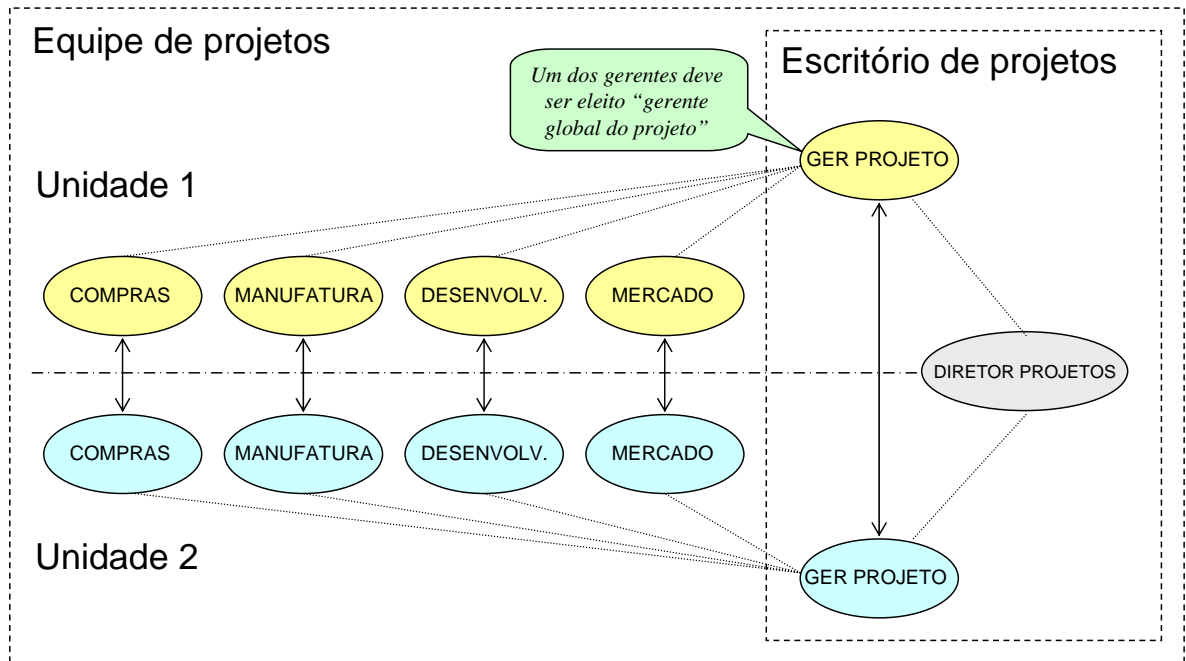 Equipe de projetos
Escritório de projetos
Um dos gerentes deve
ser eleito “gerente
global do projeto”
GER PROJETO
Unidade 1
COMPRAS
MANUFATURA
DESENVOLV.
MERCADO
DIRETOR PROJETOS
COMPRAS
MANUFATURA
DESENVOLV.
MERCADO
Unidade 2
GER PROJETO